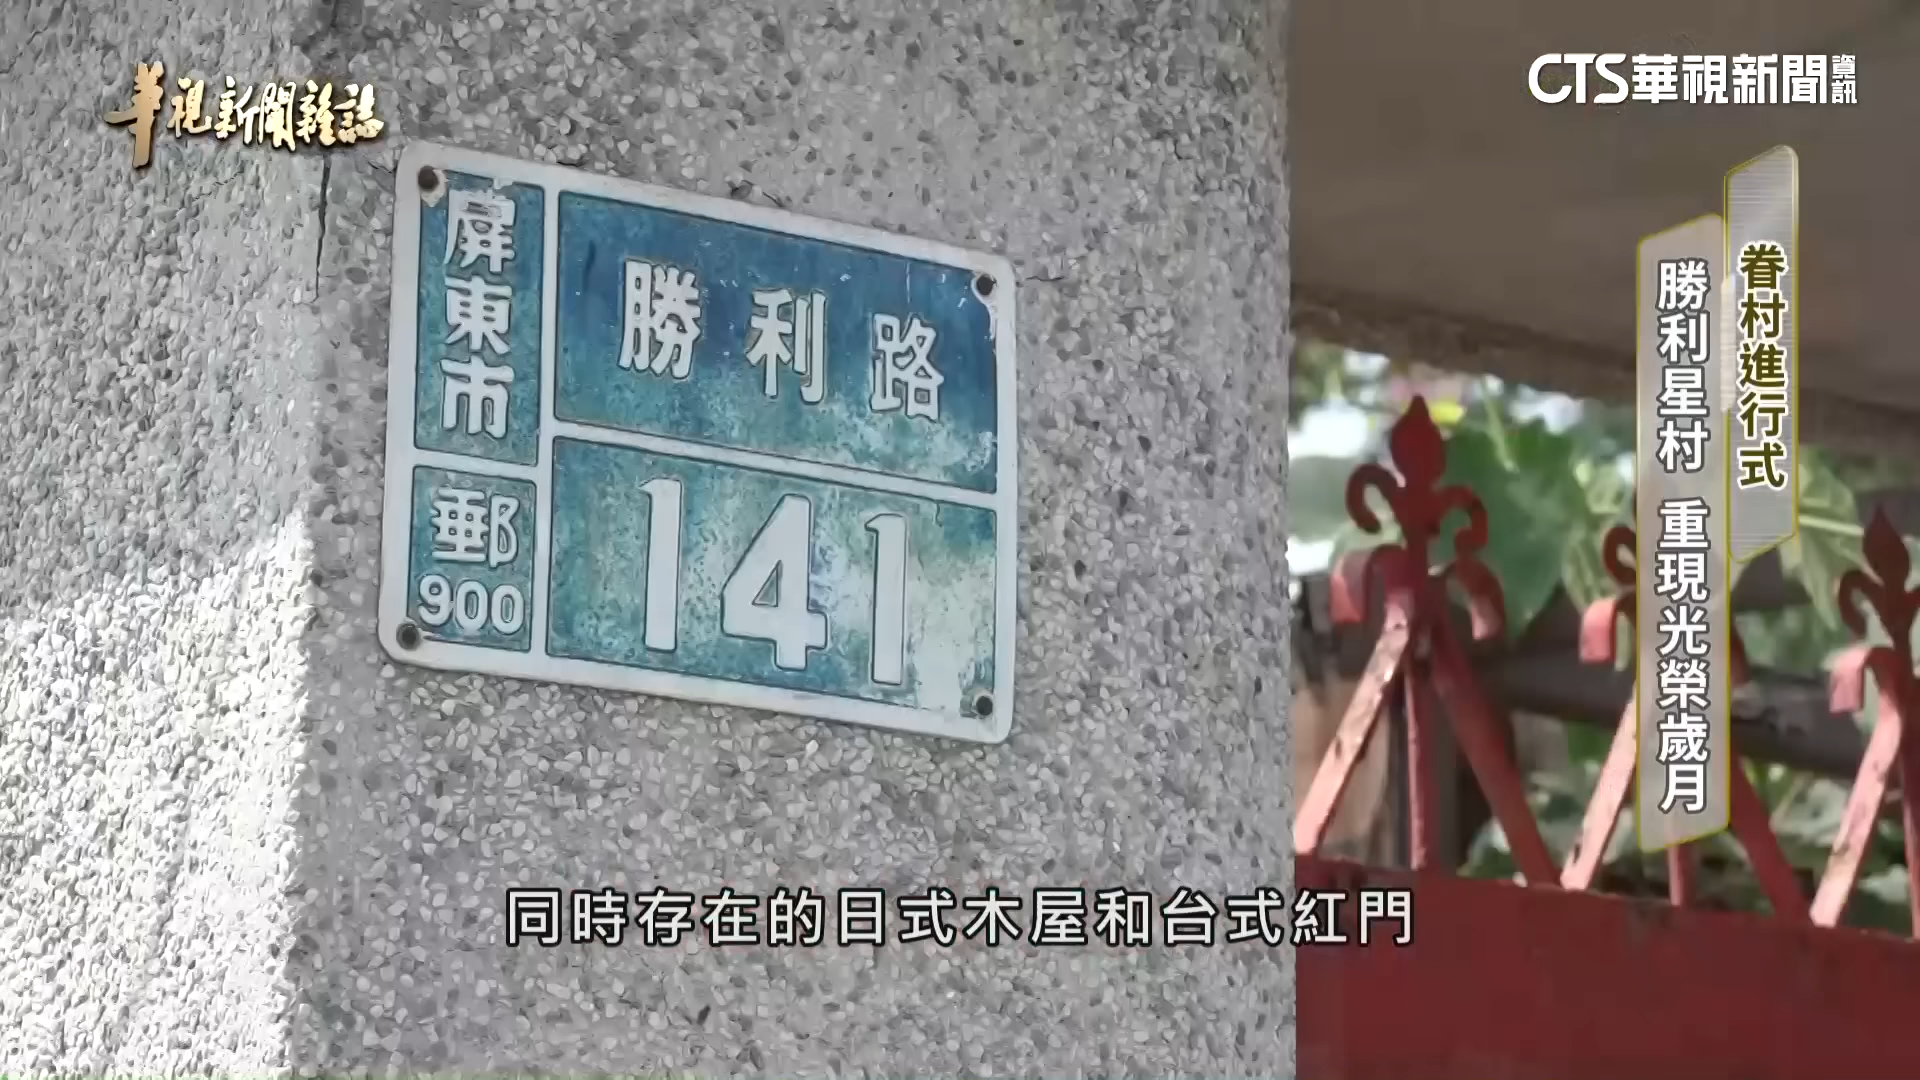 華視新聞雜誌
CTS華視新聞資訊
眷村進行式
勝利星村 重現光榮歲月
屏東市
郵
900
勝利路
141
同時存在的日式木屋和台式紅門